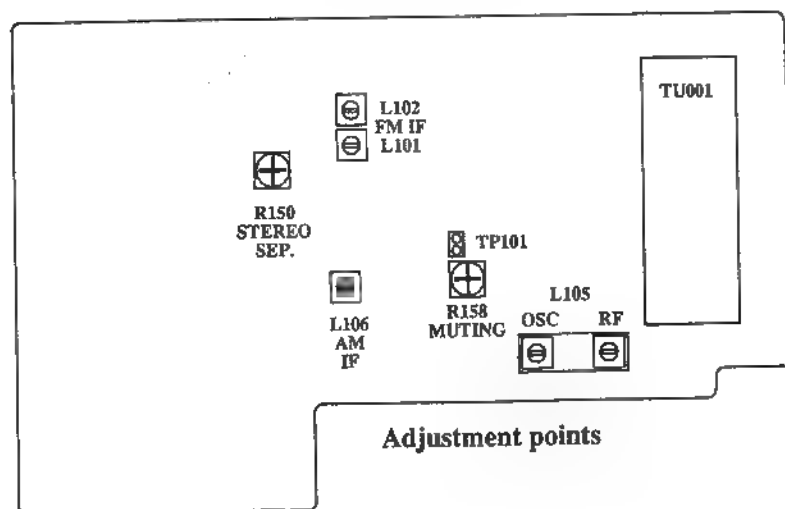 TU001
L102
FM IF
L101
R150
STEREO
SEP.
TP101
L106
AM
IF
R158
MUTING
L105
OSC RF
Adjustment points